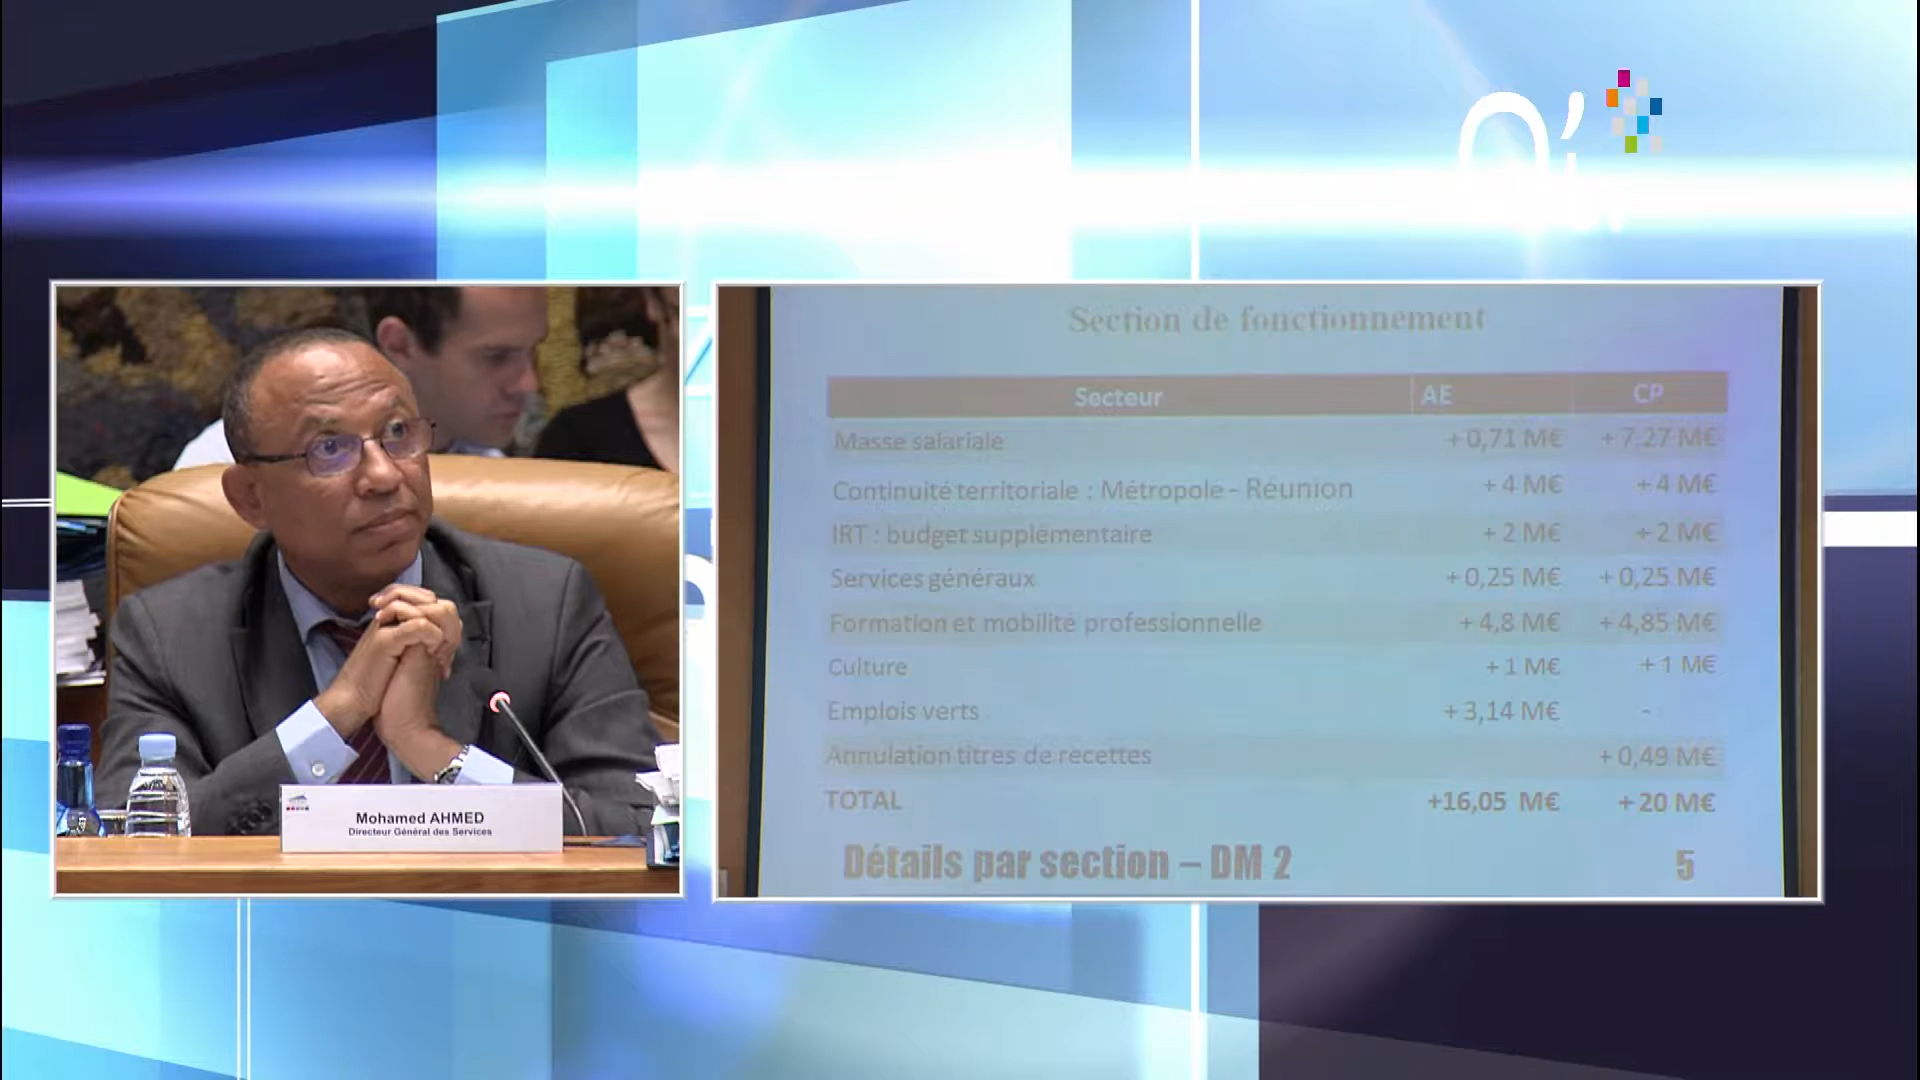 Mohamed AHMED
Directeur Général des Services
Section de fonctionnement
Secteur AE CP
Masse salariale +0,71 M€ +7,27 M€
Continuité territoriale : Métropole - Réunion +4 M€ +4 M€
IRT : budget supplémentaire +2 M€ +2 M€
Services généraux +0,25 M€ +0,25 M€
Formation et mobilité professionnelle +4,8 M€ +4,85 M€
Culture +1 M€ +1 M€
Emplois verts +3,14 M€ -
Annulation titres de recettes +0,49 M€
TOTAL +16,05 M€ +20 M€
Détails par section – DM 2 5